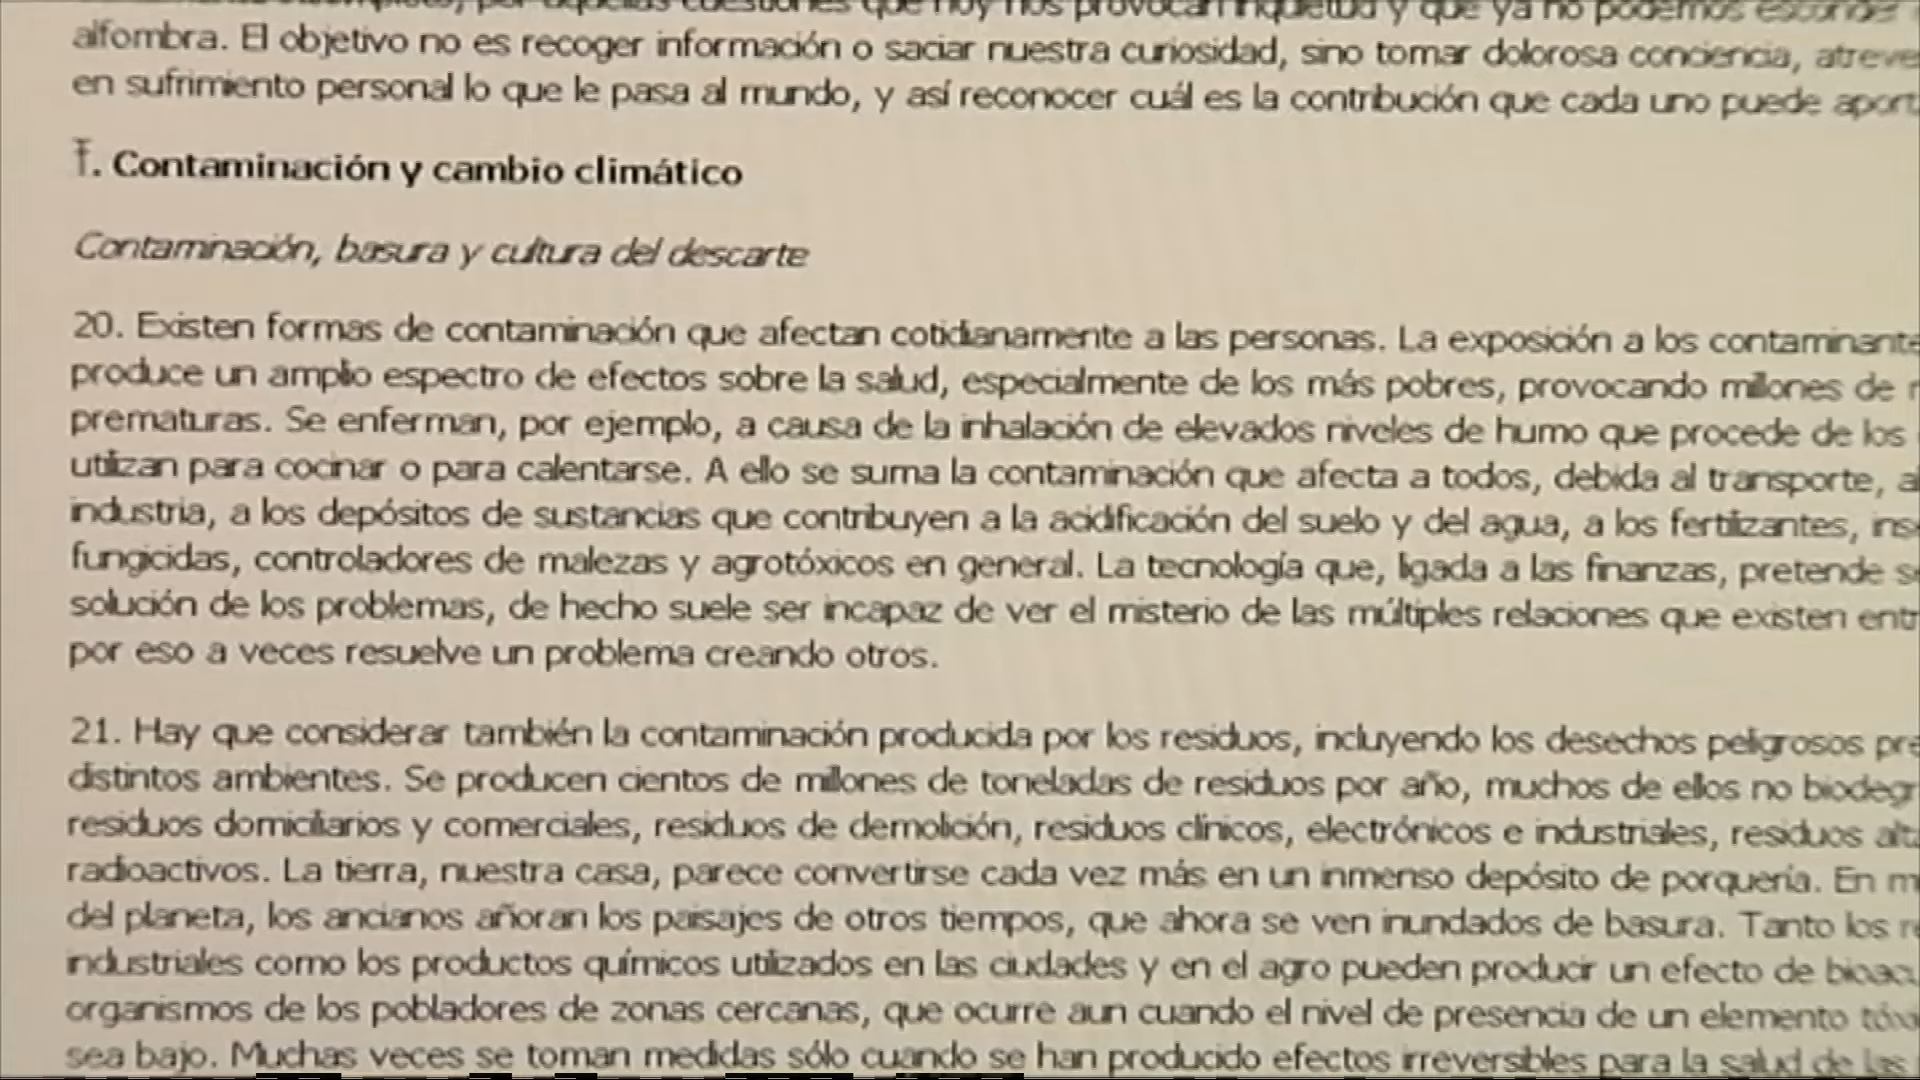 por aquellas cuestiones que hoy nos provocan inquietud y que ya no podemos esconder
alfombra. El objetivo no es recoger información o saciar nuestra curiosidad, sino tomar dolorosa conciencia,
en sufrimiento personal lo que le pasa al mundo, y así reconocer cuál es la contribución que cada uno puede
I. Contaminación y cambio climático
Contaminación, basura y cultura del descarte
20. Existen formas de contaminación que afectan cotidianamente a las personas. La exposición a los
produce un amplio espectro de efectos sobre la salud, especialmente de los más pobres, provocando millones de
prematuras. Se enferman, por ejemplo, a causa de la inhalación de elevados niveles de humo que procede de los
utilizan para cocinar o para calentarse. A ello se suma la contaminación que afecta a todos, debida al transporte,
industria, a los depósitos de sustancias que contribuyen a la acidificación del suelo y del agua, a los fertilizantes,
fungicidas, controladores de malezas y agrotóxicos en general. La tecnología que, ligada a las finanzas, pretende
solución de los problemas, de hecho suele ser incapaz de ver el misterio de las múltiples relaciones que existen
por eso a veces resuelve un problema creando otros.
21. Hay que considerar también la contaminación producida por los residuos, incluyendo los desechos peligrosos
distintos ambientes. Se producen cientos de millones de toneladas de residuos por año, muchos de ellos no
residuos domiciliarios y comerciales, residuos de demolición, residuos clínicos, electrónicos e industriales, residuos
radioactivos. La tierra, nuestra casa, parece convertirse cada vez más en un inmenso depósito de porquería. En
del planeta, los ancianos añoran los paisajes de otros tiempos, que ahora se ven inundados de basura. Tanto los
industriales como los productos químicos utilizados en las ciudades y en el agro pueden producir un efecto de
organismos de los pobladores de zonas cercanas, que ocurre aun cuando el nivel de presencia de un elemento
sea bajo. Muchas veces se toman medidas sólo cuando se han producido efectos irreversibles para la salud de las